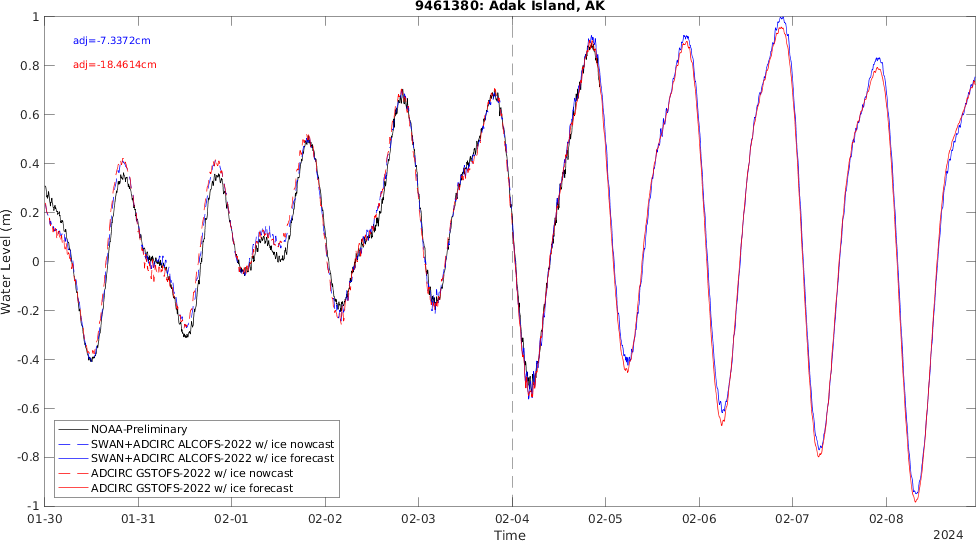 9461380: Adak Island, AK
adj=-7.3372cm
adj=-18.4614cm
Water Level (m)
1
0.8
0.6
0.4
0.2
0
-0.2
-0.4
-0.6
-0.8
-1
NOAA-Preliminary
SWAN+ADCIRC ALCOFS-2022 w/ ice nowcast
SWAN+ADCIRC ALCOFS-2022 w/ ice forecast
ADCIRC GSTOFS-2022 w/ ice nowcast
ADCIRC GSTOFS-2022 w/ ice forecast
01-30 01-31 02-01 02-02 02-03 02-04 02-05 02-06 02-07 02-08
Time
2024